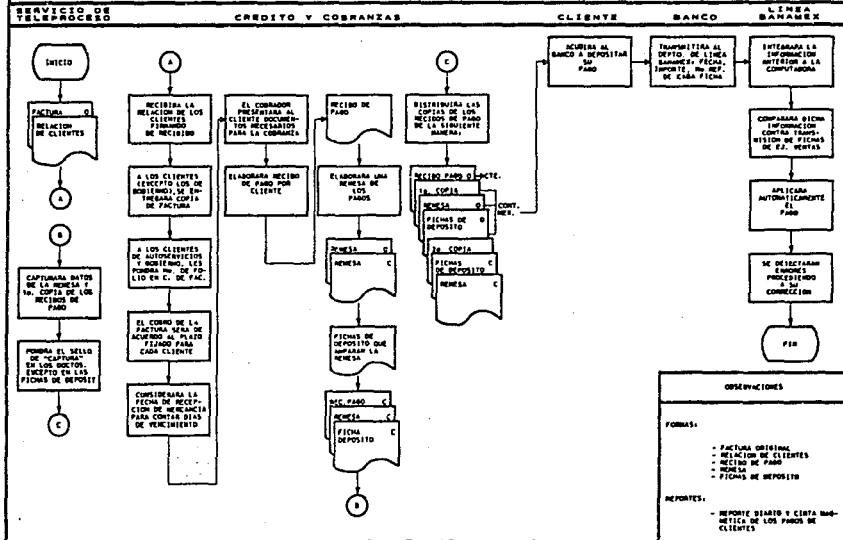 SERVICIO DE
TELEPROCESO
CREDITO Y COBRANZAS
CLIENTE
BANCO
LINEA
BANAMEX
INICIO
FACTURA O
RELACION
DE CLIENTES
A
B
CAPTURARA DATOS
DE LA REMESA Y
1a. COPIA DE LOS
RECIBOS DE
PAGO
PONDRA EL SELLO
DE "CAPTURA"
EN LOS DOCTOS.
EXCEPTO EN LAS
FICHAS DE DEPOSIT
C
A
RECIBIRA LA
RELACION DE LOS
CLIENTES
FIRMANDO
DE RECIBIDO
A LOS CLIENTES
(EXCEPTO LOS DE
GOBIERNO),SE EN-
TREGARA COPIA
DE FACTURA
A LOS CLIENTES
DE AUTOSERVICIOS
Y GOBIERNO, LES
PONDRA No. DE FO-
LIO EN C. DE FAC.
EL COBRO DE LA
FACTURA SERA DE
ACUERDO AL PLAZO
FIJADO PARA
CADA CLIENTE
CONSIDERARA LA
FECHA DE RECEP-
CION DE MERCANCIA
PARA CONTAR DIAS
DE VENCIMIENTO
EL COBRADOR
PRESENTARA AL
CLIENTE DOCUMEN-
TOS NECESARIOS
PARA LA COBRANZA
ELABORARA RECIBO
DE PAGO POR
CLIENTE
RECIBO DE
PAGO
ELABORARA UNA
REMESA DE
LOS
PAGOS
REMESA O
REMESA C
FICHAS DE
DEPOSITO QUE
AMPARAN LA
REMESA
REC.PAGO C
REMESA C
FICHA C
DEPOSITO
B
C
DISTRIBUIRA LAS
COPIAS DE LOS
RECIBOS DE PAGO
DE LA SIGUIENTE
MANERA:
RECIBO PAGO O CTE.
1a. COPIA
REMESA O CONT.
MER.
FICHAS DE O
DEPOSITO
2a. COPIA
FICHAS C
DE DEPOSITO
REMESA C
ACUDIRA AL
BANCO A DEPOSITAR
SU
PAGO
TRANSMITIRA AL
DEPTO. DE LINEA
BANAMEX: FECHA,
IMPORTE, No REF.
DE CADA FICHA
INTEGRARA LA
INFORMACION
ANTERIOR A LA
COMPUTADORA
COMPARARA DICHA
INFORMACION
CONTRA TRANS-
MISION DE FICHAS
DE EJ. VENTAS
APLICARA
AUTOMATICAMENTE
EL
PAGO
SE DETECTARAN
ERRORES
PROCEDIENDO
A SU
CORRECCION
FIN
OBSERVACIONES
FORMAS:
- FACTURA ORIGINAL
- RELACION DE CLIENTES
- RECIBO DE PAGO
- REMESA
- FICHAS DE DEPOSITO
REPORTES:
- REPORTE DIARIO Y CINTA MAG-
NETICA DE LOS PAGOS DE
CLIENTES